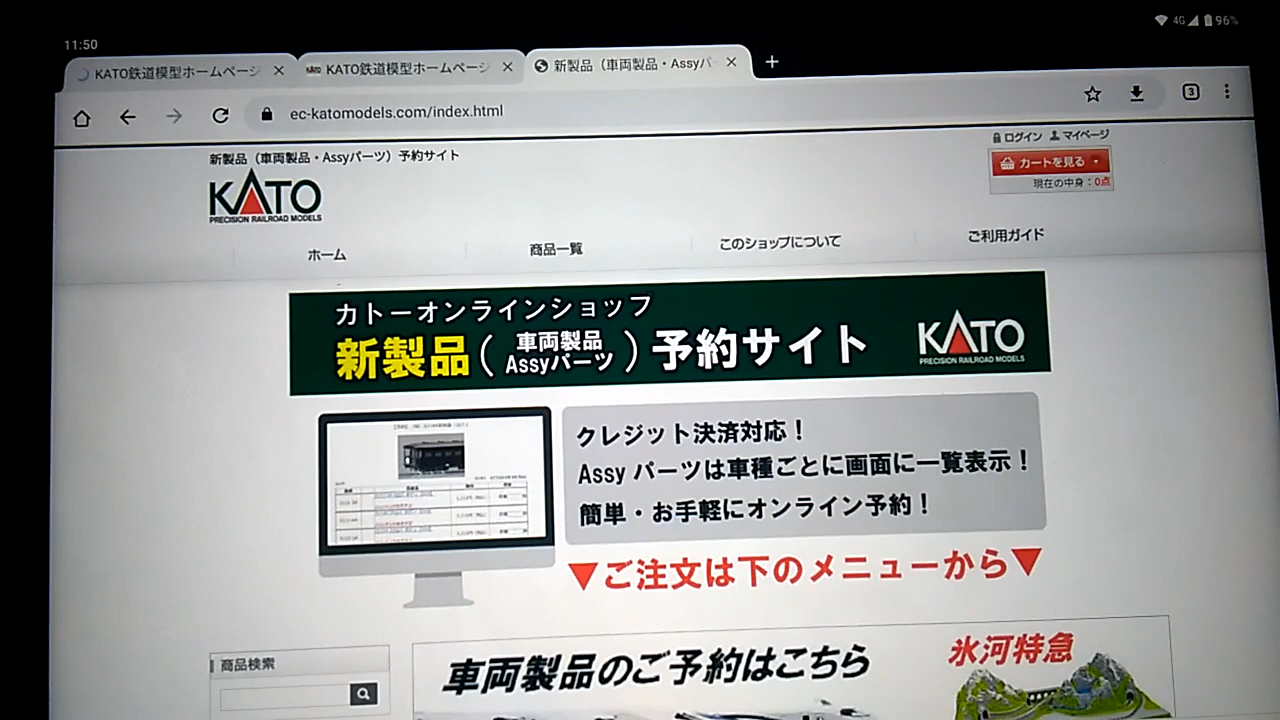 11:50
4G
96%
KATO鉄道模型ホームページ
KATO鉄道模型ホームページ
新製品（車両製品・Assyパ
ec-katomodels.com/index.html
3
ログイン マイページ
新製品（車両製品・Assyパーツ）予約サイト
カートを見る
KATO
PRECISION RAILROAD MODELS
現在の中身：0点
ホーム
商品一覧
このショップについて
ご利用ガイド
カトーオンラインショップ
新製品（車両製品 Assyパーツ）予約サイト
KATO
PRECISION RAILROAD MODELS
クレジット決済対応！
Assy パーツは車種ごとに画面に一覧表示！
簡単・お手軽にオンライン予約！
▼ご注文は下のメニューから▼
商品検索
車両製品のご予約はこちら
氷河特急